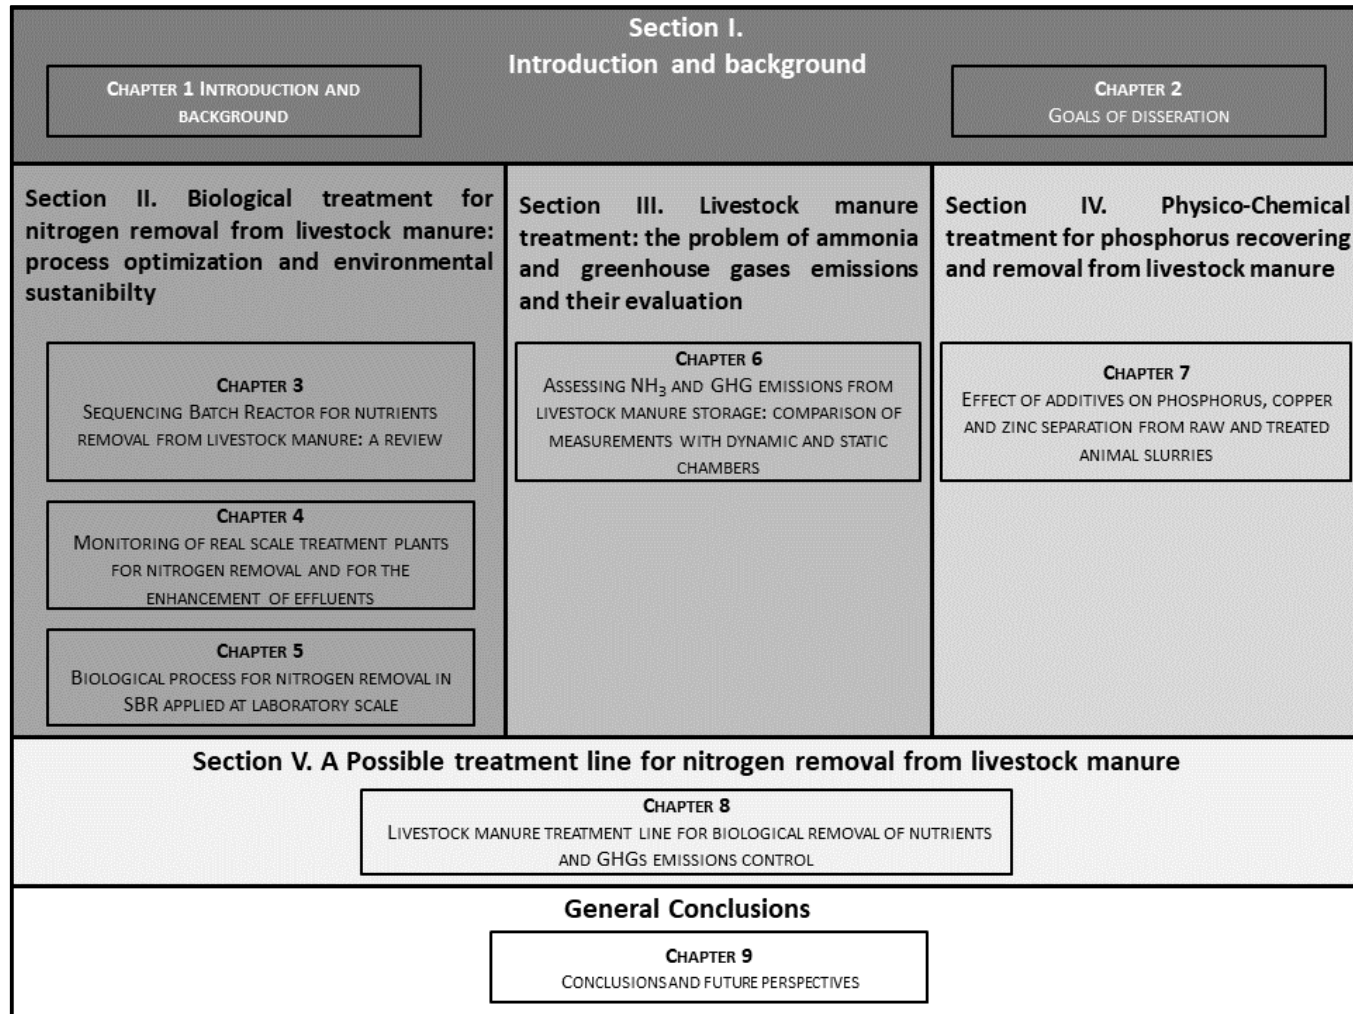 Section I.
Introduction and background
CHAPTER 1 INTRODUCTION AND
BACKGROUND
CHAPTER 2
GOALS OF DISSERATION
Section II. Biological treatment for
nitrogen removal from livestock manure:
process optimization and environmental
sustanibilty
CHAPTER 3
SEQUENCING BATCH REACTOR FOR NUTRIENTS
REMOVAL FROM LIVESTOCK MANURE: A REVIEW
CHAPTER 4
MONITORING OF REAL SCALE TREATMENT PLANTS
FOR NITROGEN REMOVAL AND FOR THE
ENHANCEMENT OF EFFLUENTS
CHAPTER 5
BIOLOGICAL PROCESS FOR NITROGEN REMOVAL IN
SBR APPLIED AT LABORATORY SCALE
Section III. Livestock manure
treatment: the problem of ammonia
and greenhouse gases emissions
and their evaluation
CHAPTER 6
ASSESSING NH₃ AND GHG EMISSIONS FROM
LIVESTOCK MANURE STORAGE: COMPARISON OF
MEASUREMENTS WITH DYNAMIC AND STATIC
CHAMBERS
Section IV. Physico-Chemical
treatment for phosphorus recovering
and removal from livestock manure
CHAPTER 7
EFFECT OF ADDITIVES ON PHOSPHORUS, COPPER
AND ZINC SEPARATION FROM RAW AND TREATED
ANIMAL SLURRIES
Section V. A Possible treatment line for nitrogen removal from livestock manure
CHAPTER 8
LIVESTOCK MANURE TREATMENT LINE FOR BIOLOGICAL REMOVAL OF NUTRIENTS
AND GHGS EMISSIONS CONTROL
General Conclusions
CHAPTER 9
CONCLUSIONS AND FUTURE PERSPECTIVES